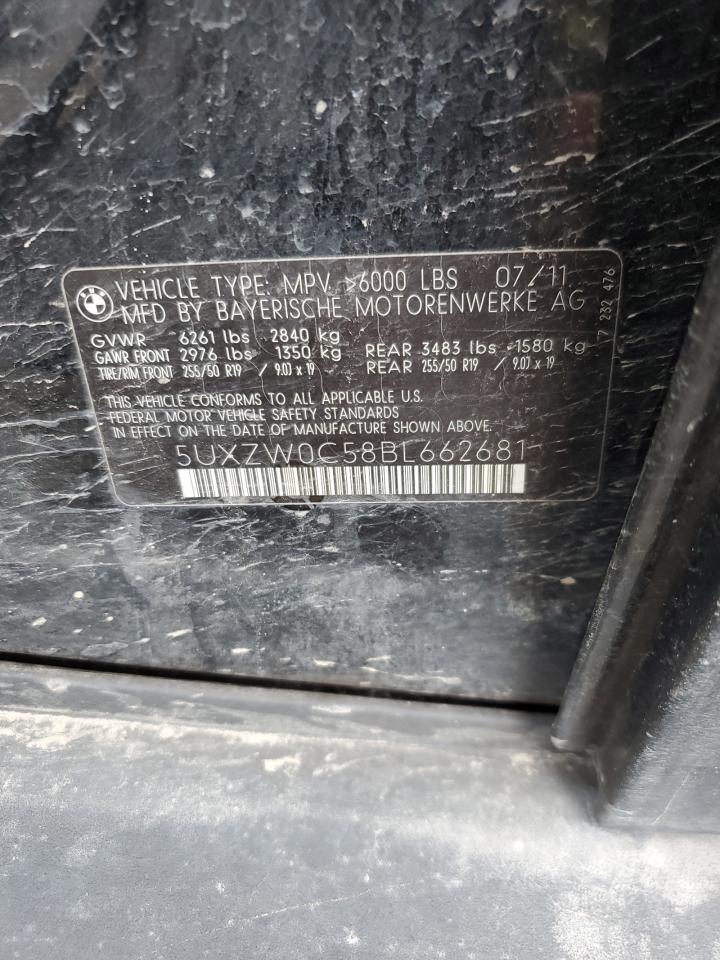 BMW
VEHICLE TYPE: MPV >6000 LBS 07/11
MFD BY BAYERISCHE MOTORENWERKE AG
GVWR 6261 lbs 2840 kg
GAWR FRONT 2976 lbs 1350 kg REAR 3483 lbs 1580 kg
TIRE/RIM FRONT 255/50 R19 / 9.0J x 19 REAR 255/50 R19 / 9.0J x 19
THIS VEHICLE CONFORMS TO ALL APPLICABLE U.S.
FEDERAL MOTOR VEHICLE SAFETY STANDARDS
IN EFFECT ON THE DATE OF MANUFACTURE SHOWN ABOVE.
5UXZW0C58BL662681
7 232 476